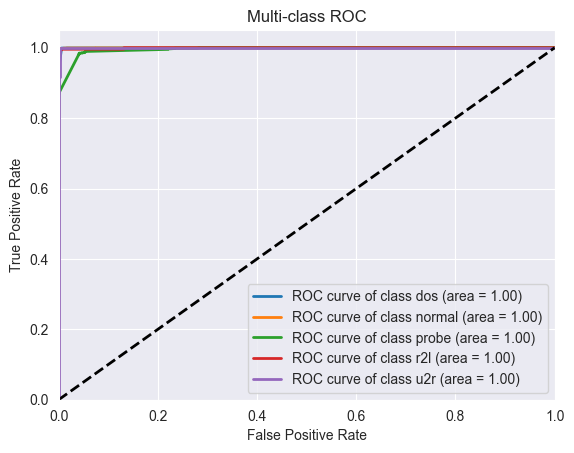 Multi-class ROC
True Positive Rate
1.0
0.8
0.6
0.4
0.2
0.0
ROC curve of class dos (area = 1.00)
ROC curve of class normal (area = 1.00)
ROC curve of class probe (area = 1.00)
ROC curve of class r2l (area = 1.00)
ROC curve of class u2r (area = 1.00)
0.0 0.2 0.4 0.6 0.8 1.0
False Positive Rate